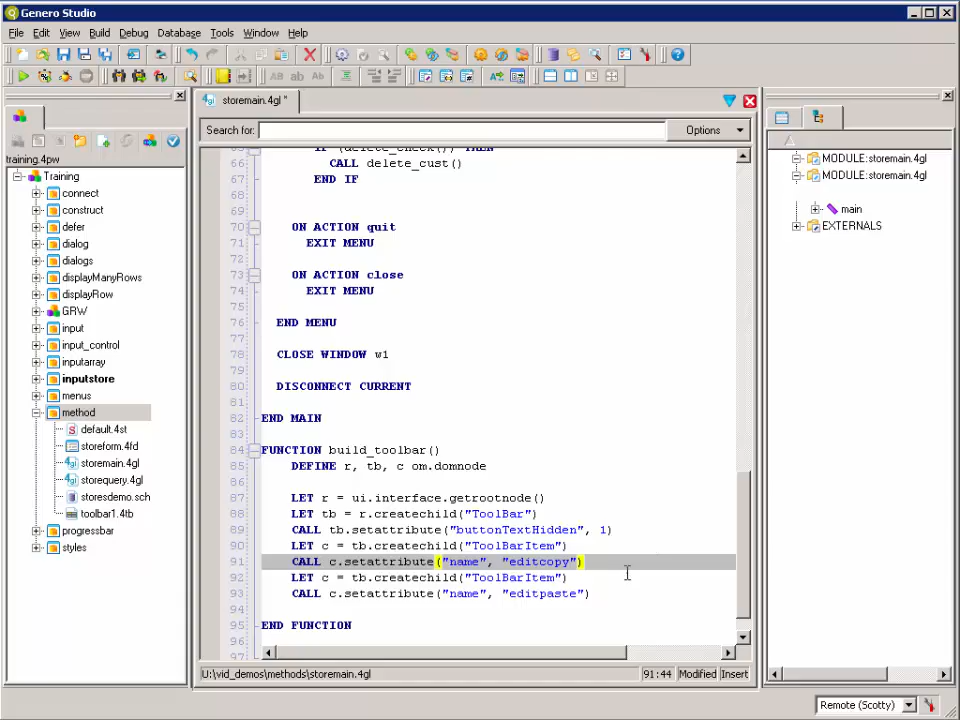 Genero Studio
File Edit View Build Debug Database Tools Window Help
AB ab Ab
storemain.4gl *
Search for: Options
training.4pw
Training
connect
construct
defer
dialog
dialogs
displayManyRows
displayRow
GRW
input
input_control
inputarray
inputstore
menus
method
default.4st
storeform.4fd
storemain.4gl
storequery.4gl
storesdemo.sch
toolbar1.4tb
progressbar
styles
65 IF (delete_check()) THEN
66 CALL delete_cust()
67 END IF
68
69
70 ON ACTION quit
71 EXIT MENU
72
73 ON ACTION close
74 EXIT MENU
75
76 END MENU
77
78 CLOSE WINDOW w1
79
80 DISCONNECT CURRENT
81
82 END MAIN
83
84 FUNCTION build_toolbar()
85 DEFINE r, tb, c om.domnode
86
87 LET r = ui.interface.getrootnode()
88 LET tb = r.createchild("ToolBar")
89 CALL tb.setattribute("buttonTextHidden", 1)
90 LET c = tb.createchild("ToolBarItem")
91 CALL c.setattribute("name", "editcopy")
92 LET c = tb.createchild("ToolBarItem")
93 CALL c.setattribute("name", "editpaste")
94
95 END FUNCTION
96
97
U:\vid_demos\methods\storemain.4gl 91:44 Modified Insert
MODULE:storemain.4gl
MODULE:storemain.4gl
main
EXTERNALS
Remote (Scotty)